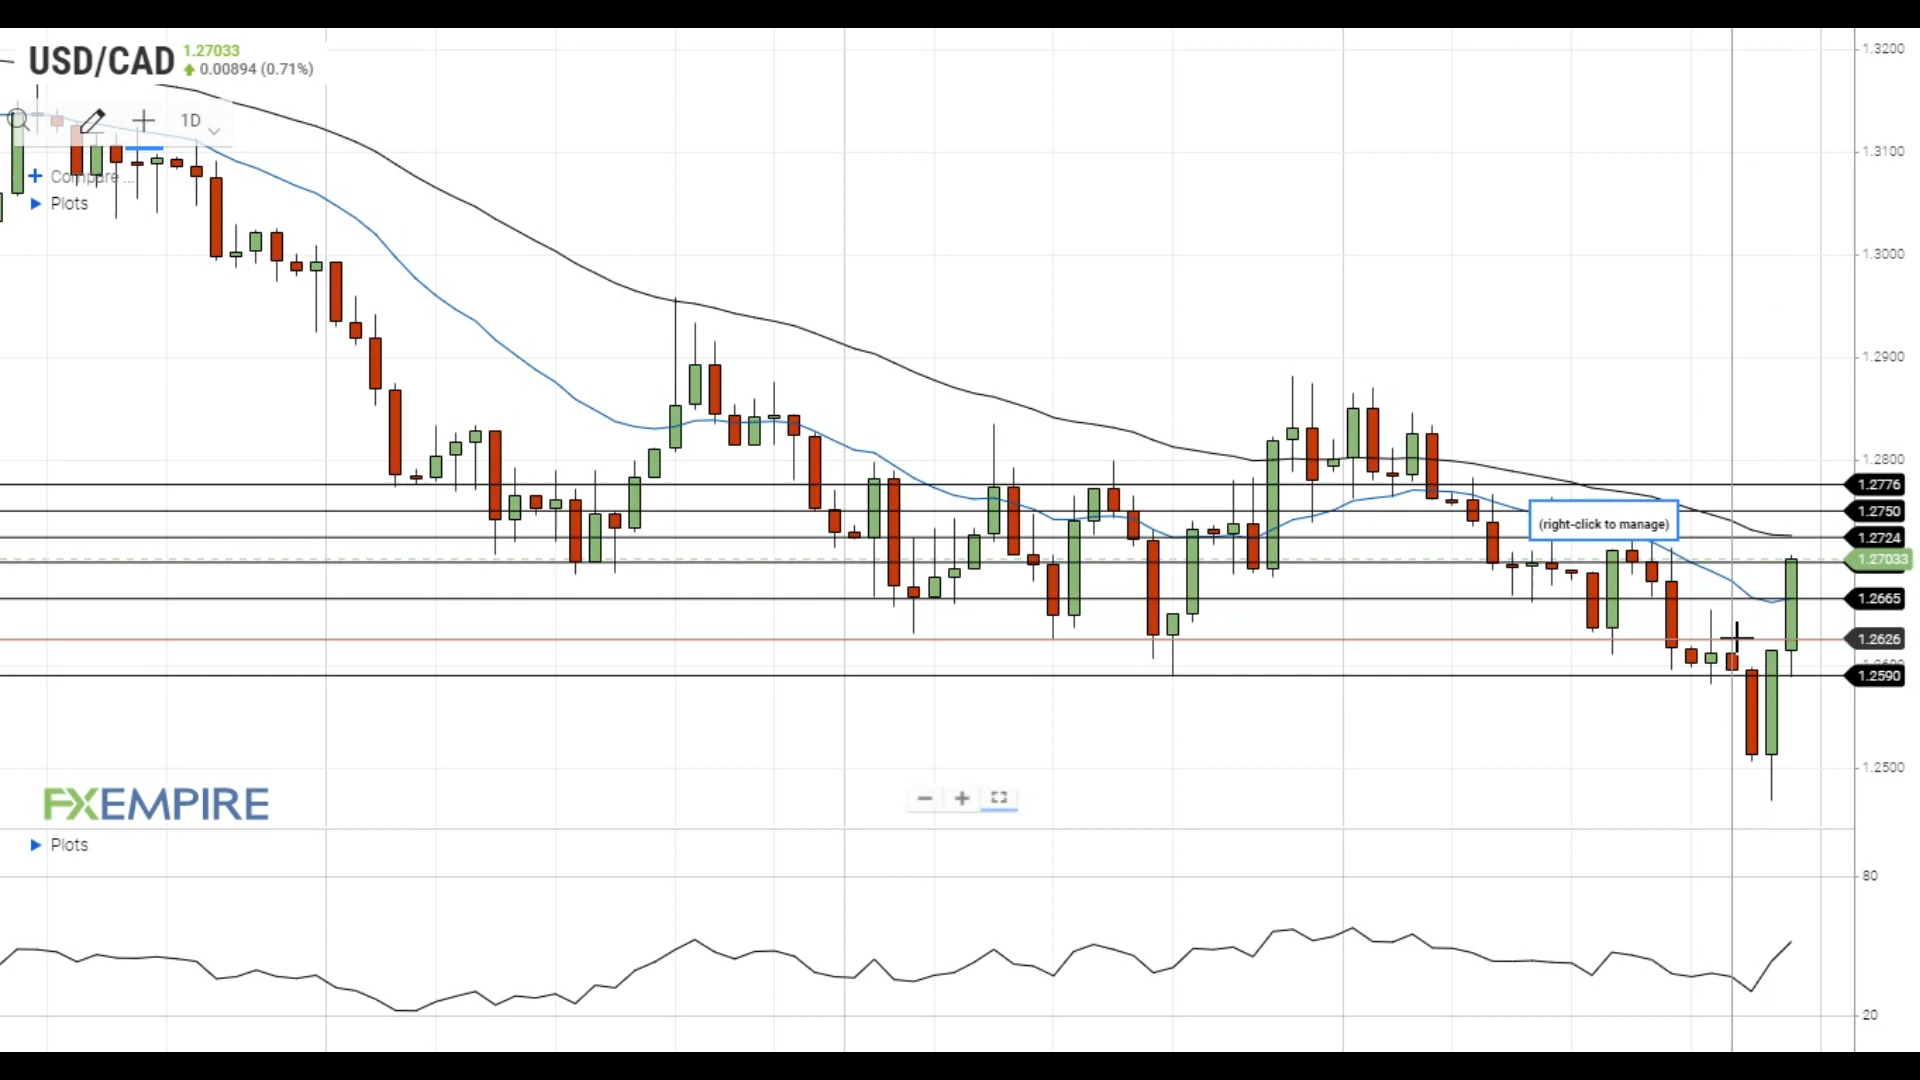 USD/CAD
1.27033
0.00894 (0.71%)
1D
Compare ...
Plots
1.3200
1.3100
1.3000
1.2900
1.2800
1.2776
1.2750
(right-click to manage)
1.2724
1.27033
1.2665
1.2626
1.2600
1.2590
1.2500
FXEMPIRE
Plots
80
20